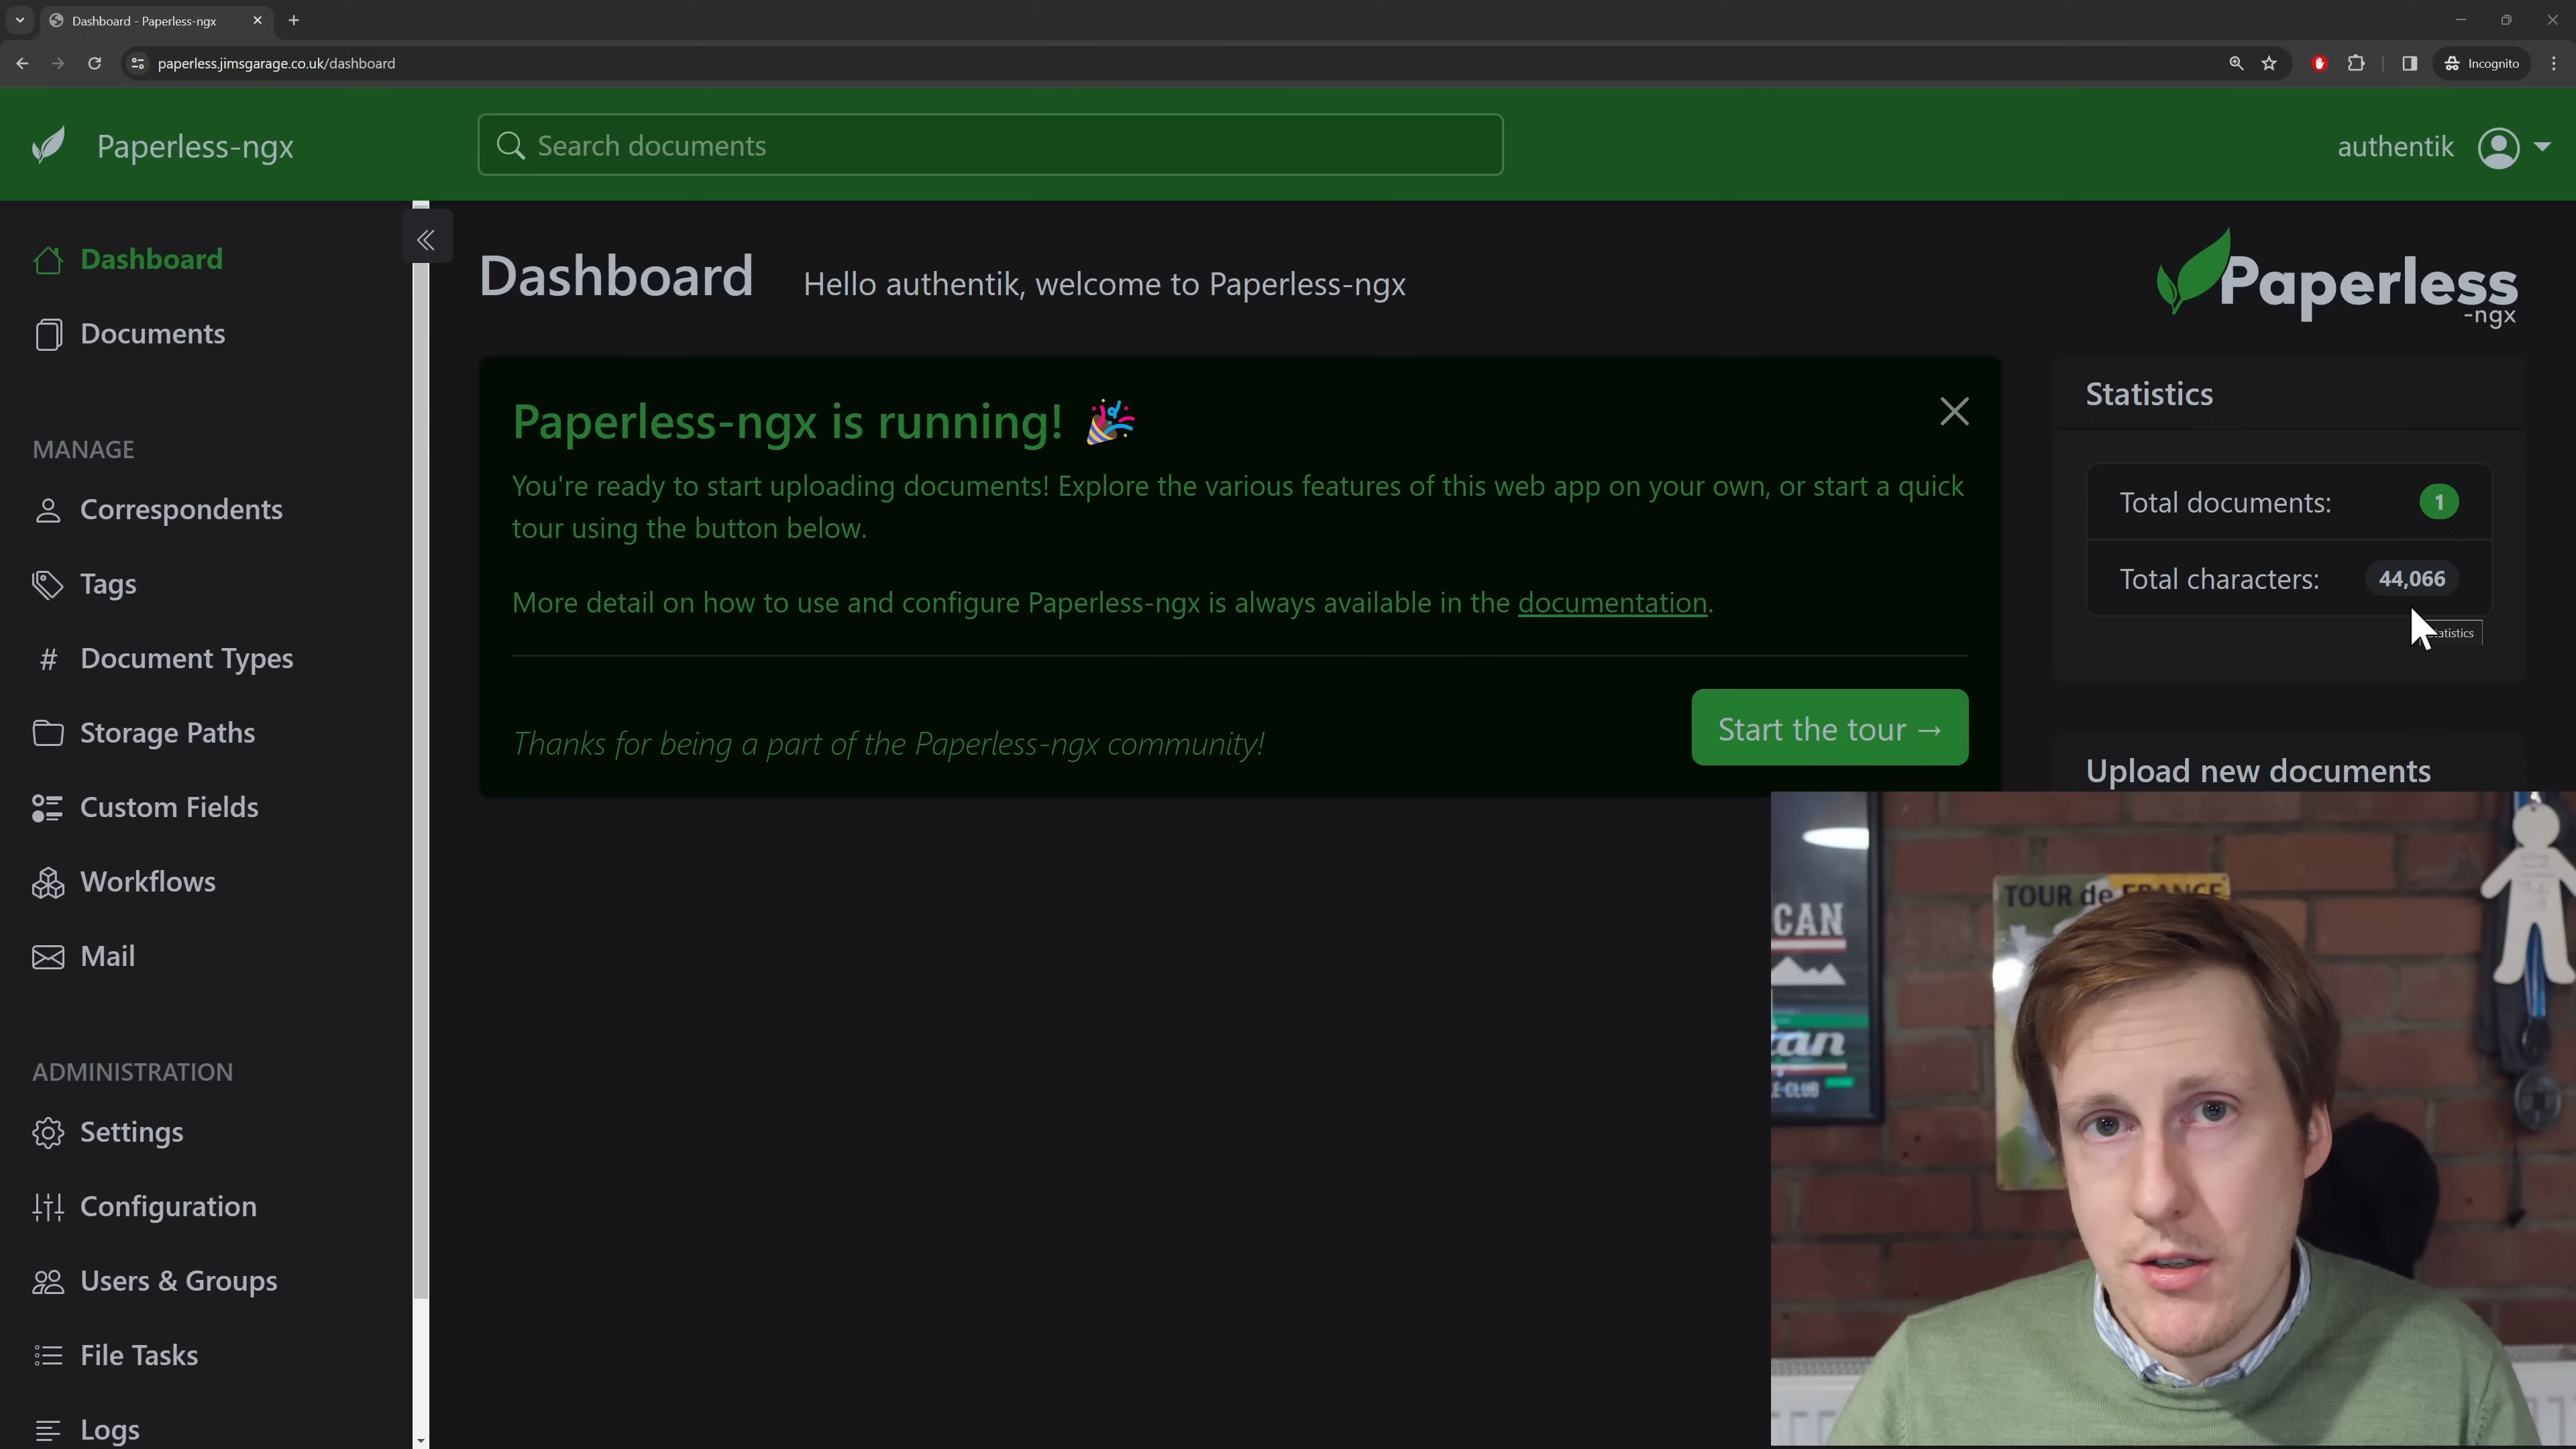 Dashboard - Paperless-ngx
paperless.jimsgarage.co.uk/dashboard
Incognito
Paperless-ngx
Search documents
authentik
Dashboard
Documents
MANAGE
Correspondents
Tags
# Document Types
Storage Paths
Custom Fields
Workflows
Mail
ADMINISTRATION
Settings
Configuration
Users & Groups
File Tasks
Logs
Dashboard
Hello authentik, welcome to Paperless-ngx
Paperless
-ngx
Paperless-ngx is running! 🎉
You're ready to start uploading documents! Explore the various features of this web app on your own, or start a quick
tour using the button below.
More detail on how to use and configure Paperless-ngx is always available in the documentation.
Thanks for being a part of the Paperless-ngx community!
Start the tour →
Statistics
Total documents: 1
Total characters: 44,066
Upload new documents
TOUR de FRANCE